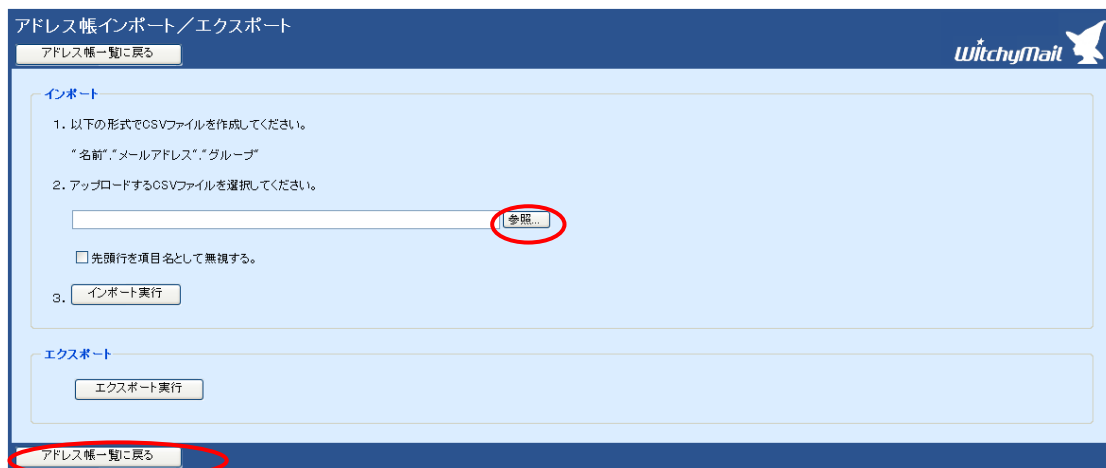 アドレス帳インポート／エクスポート
アドレス帳一覧に戻る
WitchyMail
インポート
1. 以下の形式でCSVファイルを作成してください。
"名前","メールアドレス","グループ"
2. アップロードするCSVファイルを選択してください。
参照...
先頭行を項目名として無視する。
3. インポート実行
エクスポート
エクスポート実行
アドレス帳一覧に戻る